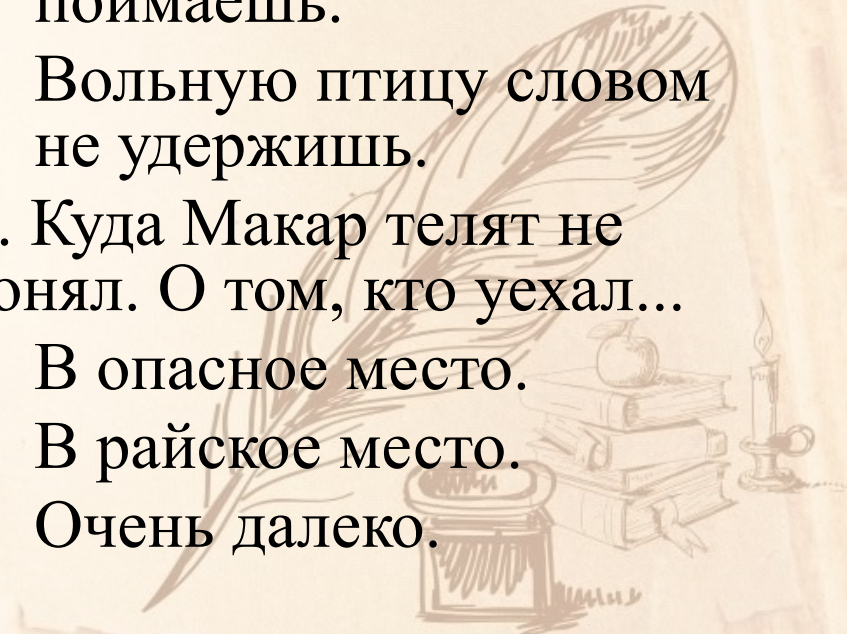 поймаешь.
Вольную птицу словом
не удержишь.
. Куда Макар телят не
онял. О том, кто уехал...
В опасное место.
В райское место.
Очень далеко.